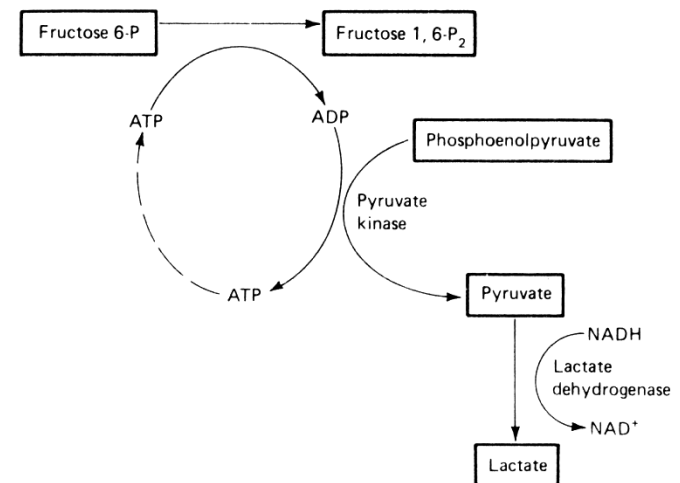 Fructose 6-P
Fructose 1, 6-P₂
ATP
ADP
Phosphoenolpyruvate
Pyruvate
kinase
ATP
Pyruvate
NADH
Lactate
dehydrogenase
NAD⁺
Lactate